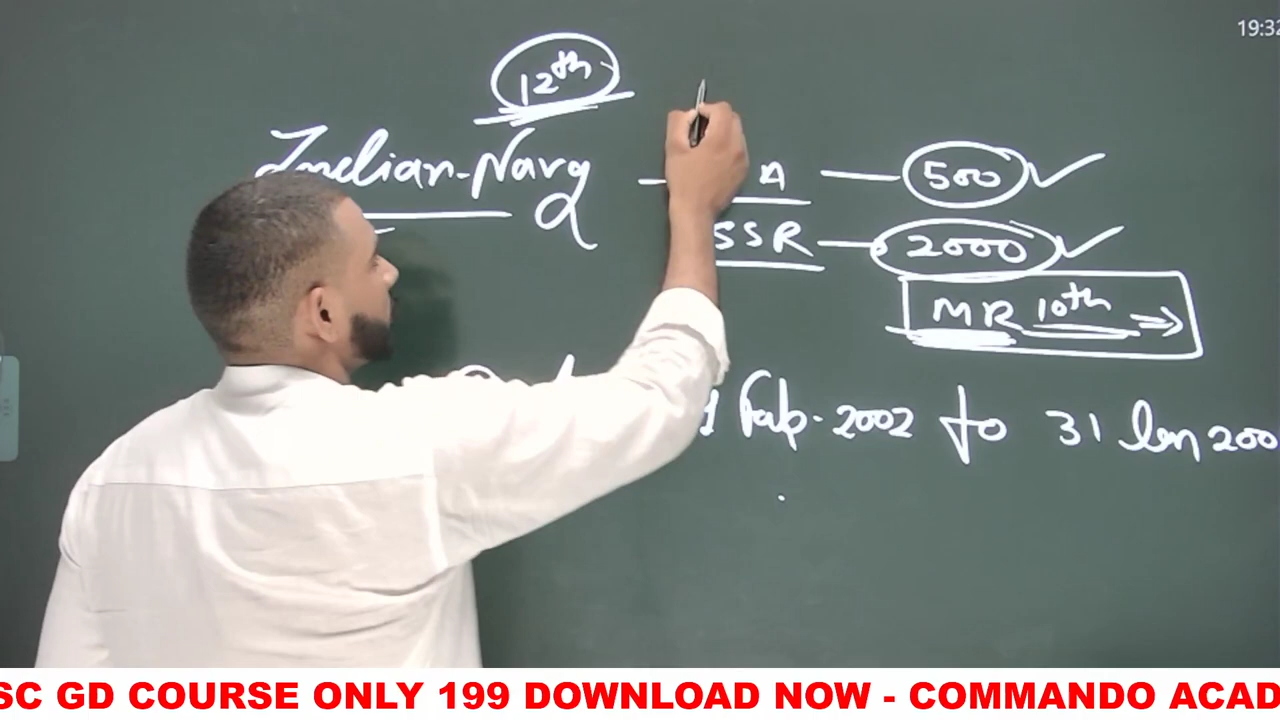 19:32
12th
Indian-Navy
A — 500 ✓
SSR — 2000 ✓
MR 10th ⇒
1 Feb-2002 to 31 Jan 200
SC GD COURSE ONLY 199 DOWNLOAD NOW - COMMANDO ACAD